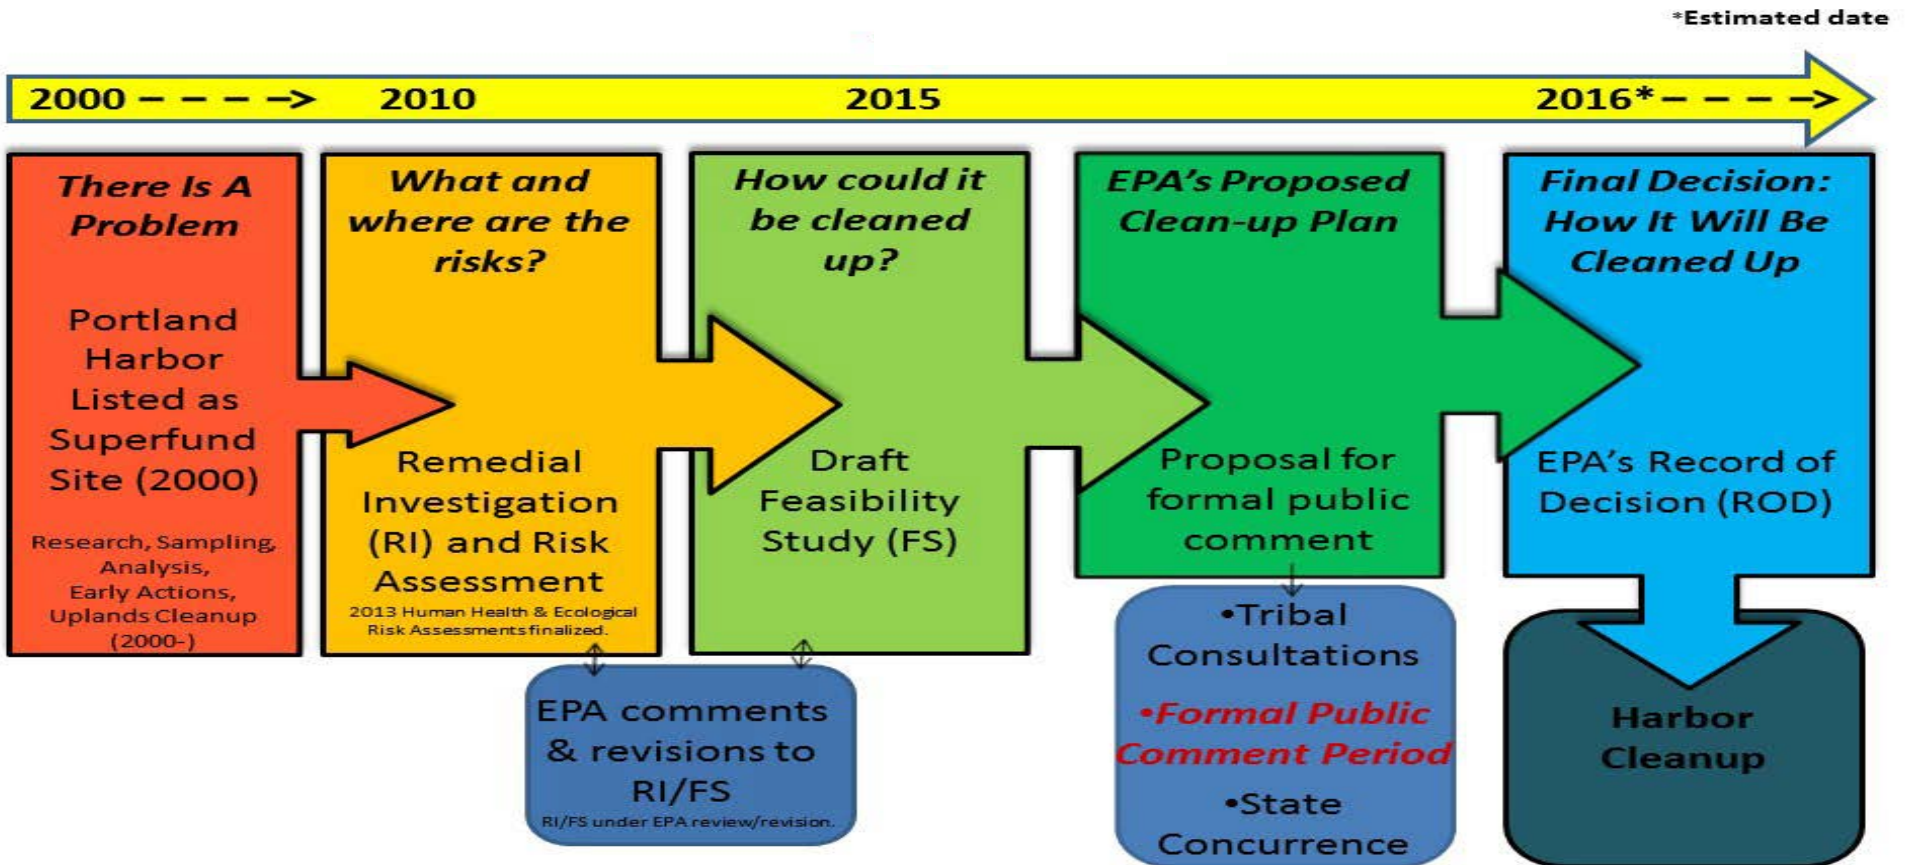 *Estimated date
2000 – – – –> 2010 2015 2016*– – – –>
There Is A
Problem
Portland
Harbor
Listed as
Superfund
Site (2000)
Research, Sampling,
Analysis,
Early Actions,
Uplands Cleanup
(2000-)
What and
where are the
risks?
Remedial
Investigation
(RI) and Risk
Assessment
2013 Human Health & Ecological
Risk Assessments finalized.
How could it
be cleaned
up?
Draft
Feasibility
Study (FS)
EPA comments
& revisions to
RI/FS
RI/FS under EPA review/revision.
EPA's Proposed
Clean-up Plan
Proposal for
formal public
comment
•Tribal
Consultations
•Formal Public
Comment Period
•State
Concurrence
Final Decision:
How It Will Be
Cleaned Up
EPA's Record of
Decision (ROD)
Harbor
Cleanup